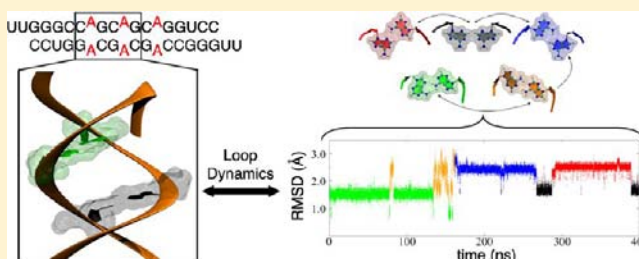 UUGGGCCAGCAGCAGGUCC
CCUGGACGACGACCGGGUU
Loop
Dynamics
RMSD (Å)
3.0
2.0
1.0
0 100 200 300
time (ns)